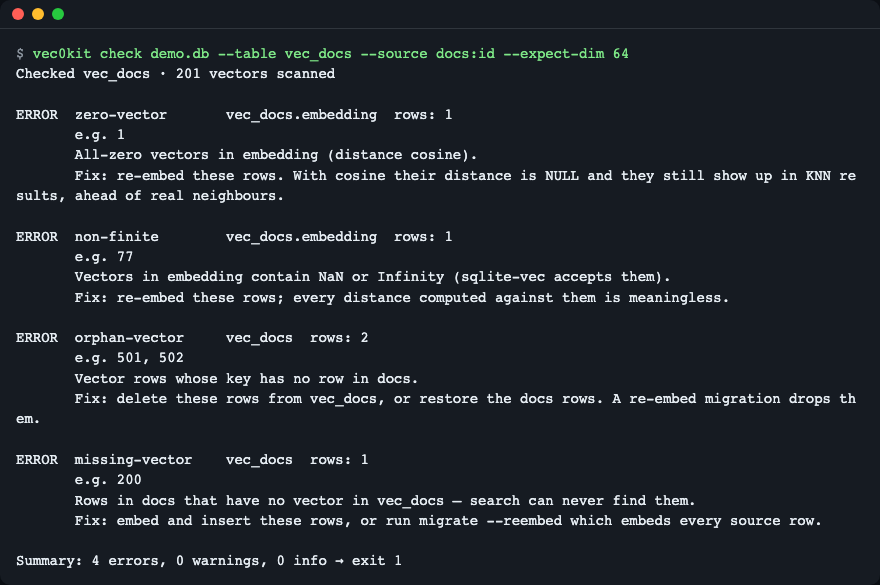 $ vec0kit check demo.db --table vec_docs --source docs:id --expect-dim 64
Checked vec_docs · 201 vectors scanned
ERROR  zero-vector       vec_docs.embedding  rows: 1
       e.g. 1
       All-zero vectors in embedding (distance cosine).
       Fix: re-embed these rows. With cosine their distance is NULL and they still show up in KNN re
sults, ahead of real neighbours.
ERROR  non-finite        vec_docs.embedding  rows: 1
       e.g. 77
       Vectors in embedding contain NaN or Infinity (sqlite-vec accepts them).
       Fix: re-embed these rows; every distance computed against them is meaningless.
ERROR  orphan-vector     vec_docs  rows: 2
       e.g. 501, 502
       Vector rows whose key has no row in docs.
       Fix: delete these rows from vec_docs, or restore the docs rows. A re-embed migration drops th
em.
ERROR  missing-vector    vec_docs  rows: 1
       e.g. 200
       Rows in docs that have no vector in vec_docs — search can never find them.
       Fix: embed and insert these rows, or run migrate --reembed which embeds every source row.
Summary: 4 errors, 0 warnings, 0 info → exit 1